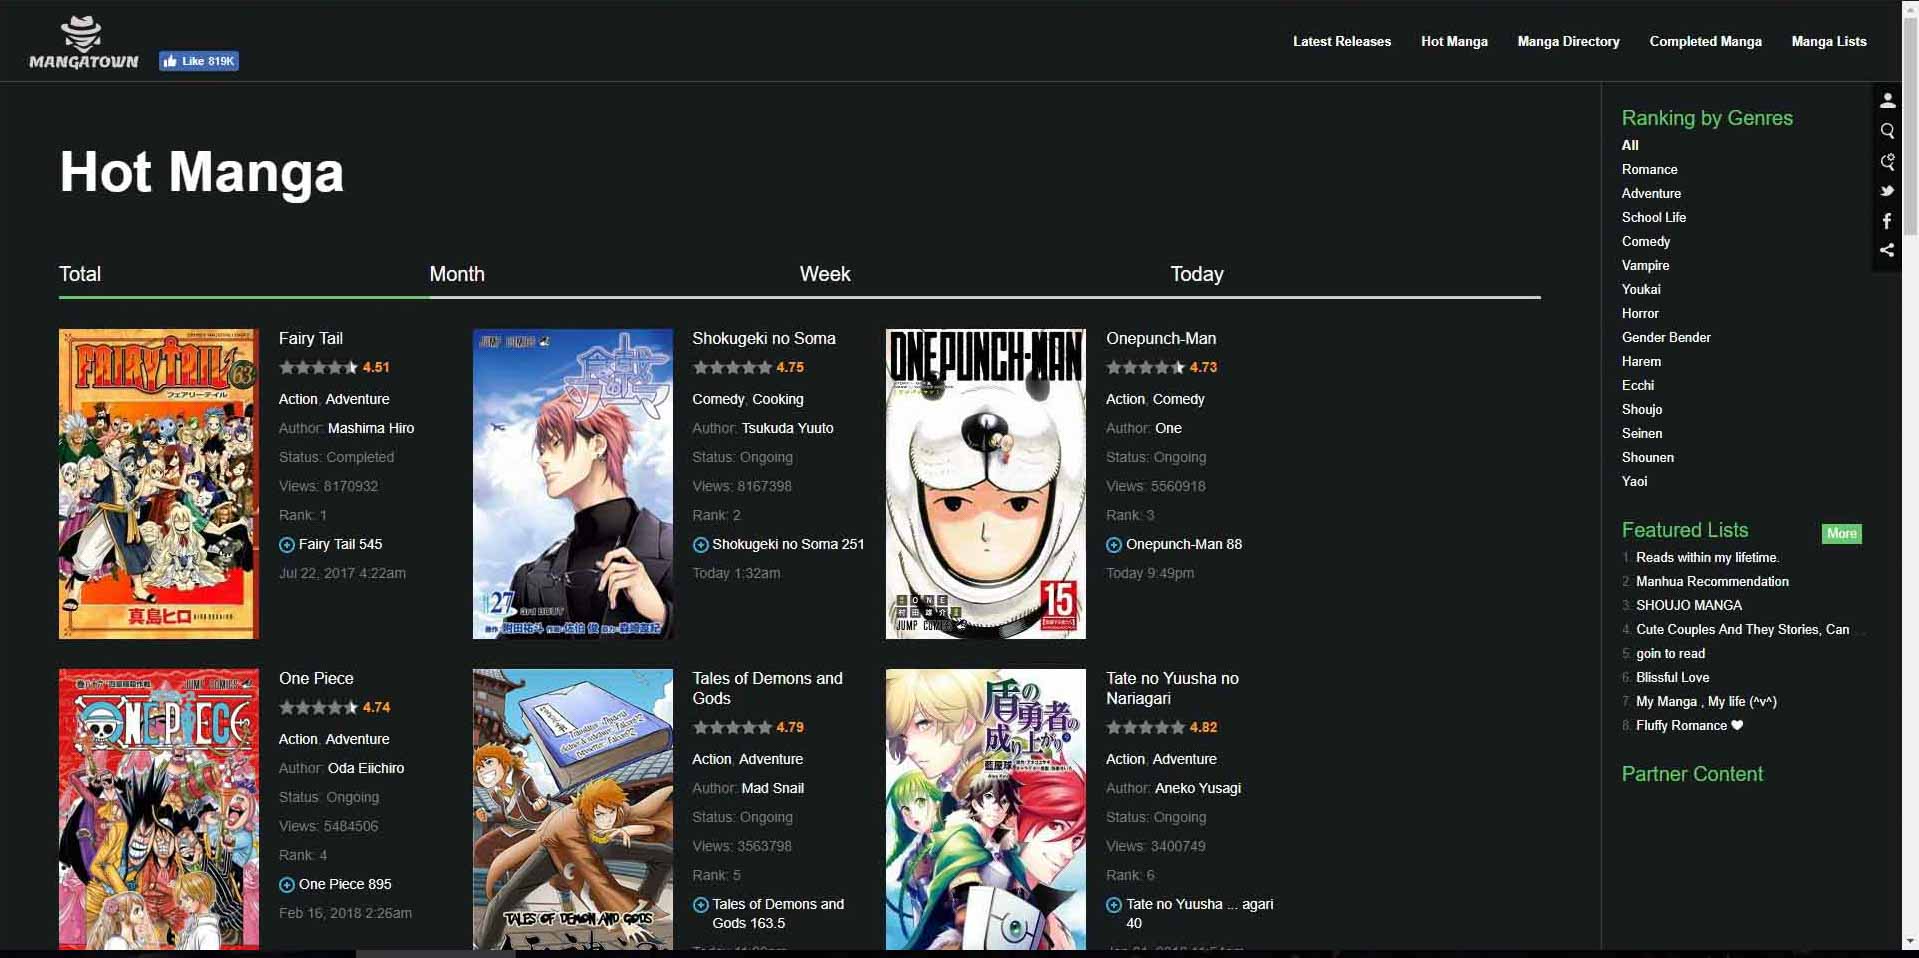 MANGATOWN
Like 819K
Latest Releases
Hot Manga
Manga Directory
Completed Manga
Manga Lists
Hot Manga
Total
Month
Week
Today
FAIRY TAIL
63
フェアリーテイル
真島ヒロ
Fairy Tail
4.51
Action, Adventure
Author: Mashima Hiro
Status: Completed
Views: 8170932
Rank: 1
Fairy Tail 545
Jul 22, 2017 4:22am
JUMP COMICS
食戟
ソーマ
27
Shokugeki no Soma
4.75
Comedy, Cooking
Author: Tsukuda Yuuto
Status: Ongoing
Views: 8167398
Rank: 2
Shokugeki no Soma 251
Today 1:32am
ONEPUNCH-MAN
ONE
村田雄介
JUMP COMICS
15
Onepunch-Man
4.73
Action, Comedy
Author: One
Status: Ongoing
Views: 5560918
Rank: 3
Onepunch-Man 88
Today 9:49pm
JUMP COMICS
ONE PIECE
One Piece
4.74
Action, Adventure
Author: Oda Eiichiro
Status: Ongoing
Views: 5484506
Rank: 4
One Piece 895
Feb 16, 2018 2:26am
TALES OF DEMON AND GODS
Tales of Demons and
Gods
4.79
Action, Adventure
Author: Mad Snail
Status: Ongoing
Views: 3563798
Rank: 5
Tales of Demons and
Gods 163.5
盾の
勇者の
成り上がり
藍屋球
Tate no Yuusha no
Nariagari
4.82
Action, Adventure
Author: Aneko Yusagi
Status: Ongoing
Views: 3400749
Rank: 6
Tate no Yuusha ... agari
40
Ranking by Genres
All
Romance
Adventure
School Life
Comedy
Vampire
Youkai
Horror
Gender Bender
Harem
Ecchi
Shoujo
Seinen
Shounen
Yaoi
Featured Lists
More
1. Reads within my lifetime.
2. Manhua Recommendation
3. SHOUJO MANGA
4. Cute Couples And They Stories, Can ...
5. goin to read
6. Blissful Love
7. My Manga , My life (^v^)
8. Fluffy Romance ❤
Partner Content